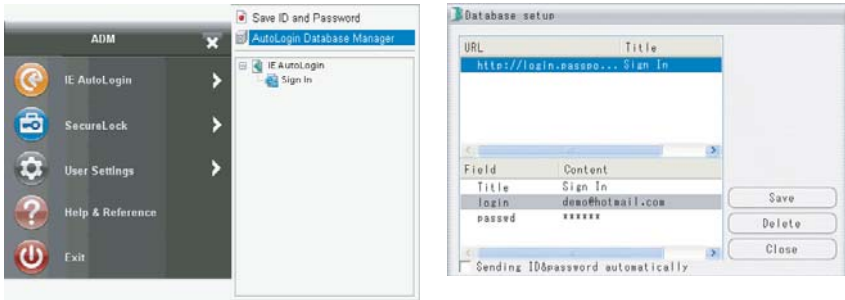 ADM
IE AutoLogin
SecureLock
User Settings
Help & Reference
Exit
Save ID and Password
AutoLogin Database Manager
IE AutoLogin
Sign In
Database setup
URL Title
http://login.passpo... Sign In
Field Content
Title Sign In
login demo@hotmail.com
passwd ******
Save
Delete
Close
Sending ID&password automatically